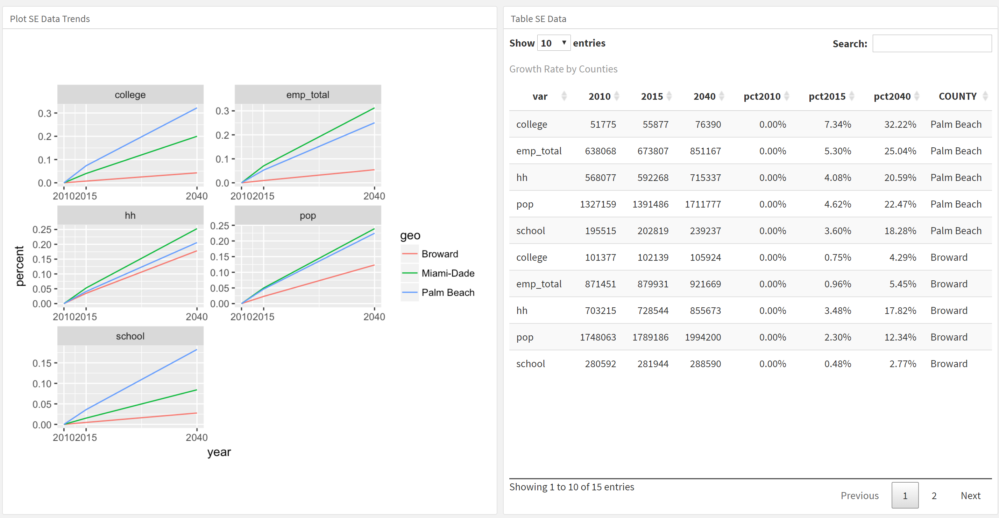 Plot SE Data Trends
college
0.3
0.2
0.1
0.0
2010 2015 2040
emp_total
0.3
0.2
0.1
0.0
2010 2015 2040
hh
0.25
0.20
0.15
0.10
0.05
0.00
2010 2015 2040
pop
0.25
0.20
0.15
0.10
0.05
0.00
2010 2015 2040
school
0.15
0.10
0.05
0.00
2010 2015 2040
percent
year
geo
Broward
Miami-Dade
Palm Beach
Table SE Data
Show 10 entries
Search:
Growth Rate by Counties
var 2010 2015 2040 pct2010 pct2015 pct2040 COUNTY
college 51775 55877 76390 0.00% 7.34% 32.22% Palm Beach
emp_total 638068 673807 851167 0.00% 5.30% 25.04% Palm Beach
hh 568077 592268 715337 0.00% 4.08% 20.59% Palm Beach
pop 1327159 1391486 1711777 0.00% 4.62% 22.47% Palm Beach
school 195515 202819 239237 0.00% 3.60% 18.28% Palm Beach
college 101377 102139 105924 0.00% 0.75% 4.29% Broward
emp_total 871451 879931 921669 0.00% 0.96% 5.45% Broward
hh 703215 728544 855673 0.00% 3.48% 17.82% Broward
pop 1748063 1789186 1994200 0.00% 2.30% 12.34% Broward
school 280592 281944 288590 0.00% 0.48% 2.77% Broward
Showing 1 to 10 of 15 entries
Previous 1 2 Next